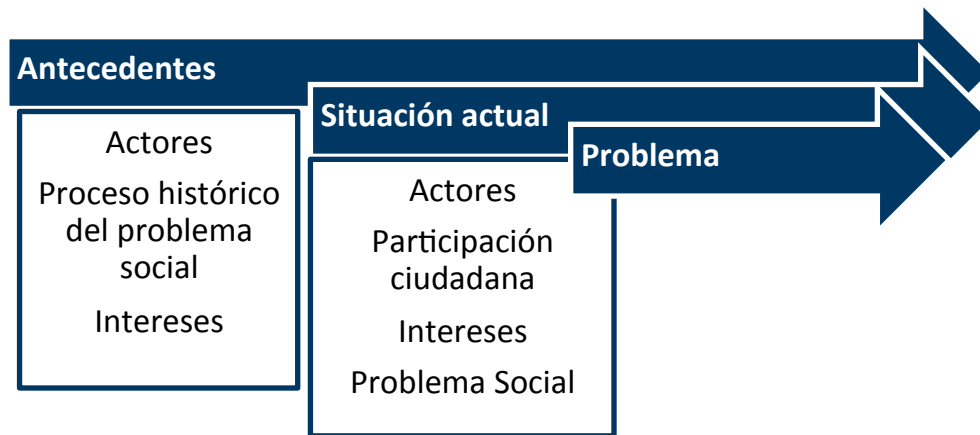 Antecedentes
Actores
Proceso histórico
del problema
social
Intereses
Situación actual
Actores
Participación
ciudadana
Intereses
Problema Social
Problema